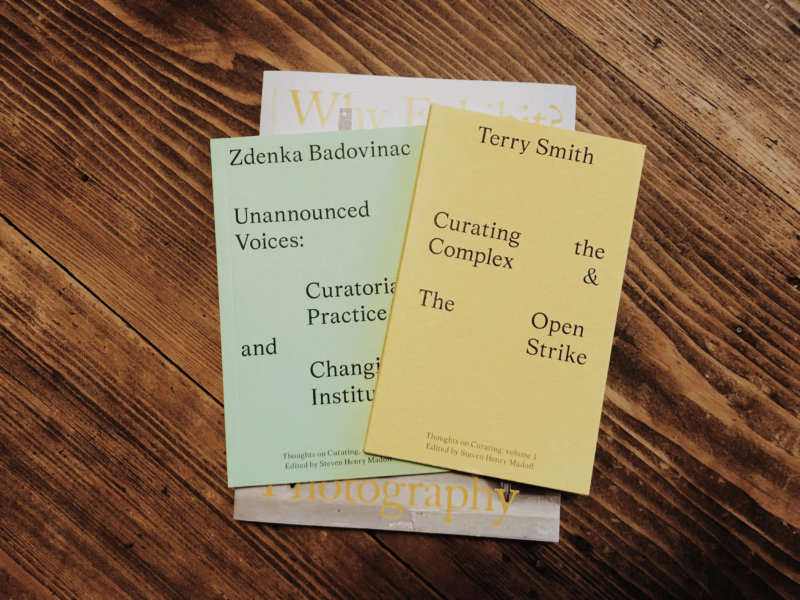 Why Exhibit?
Zdenka Badovinac
Unannounced
Voices:
Curatoria
Practice
and
Changi
Institu
Thoughts on Curating,
Edited by Steven Henry Madoff
Terry Smith
Curating the
Complex &
The Open
Strike
Thoughts on Curating, volume 1
Edited by Steven Henry Madoff
Photography